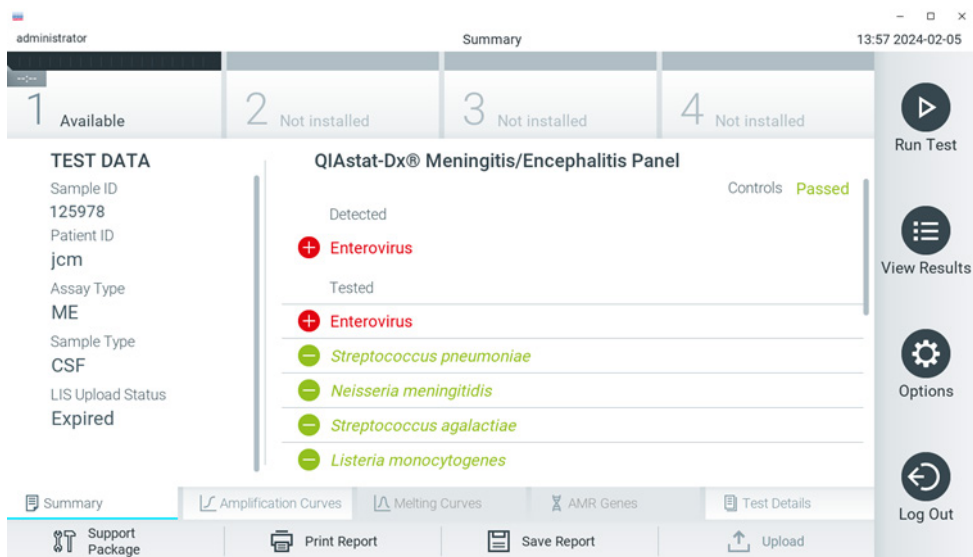 administrator
Summary
13:57 2024-02-05
--:--
1 Available
2 Not installed
3 Not installed
4 Not installed
Run Test
View Results
Options
Log Out
TEST DATA
Sample ID
125978
Patient ID
jcm
Assay Type
ME
Sample Type
CSF
LIS Upload Status
Expired
QIAstat-Dx® Meningitis/Encephalitis Panel
Controls Passed
Detected
Enterovirus
Tested
Enterovirus
Streptococcus pneumoniae
Neisseria meningitidis
Streptococcus agalactiae
Listeria monocytogenes
Summary
Amplification Curves
Melting Curves
AMR Genes
Test Details
Support
Package
Print Report
Save Report
Upload